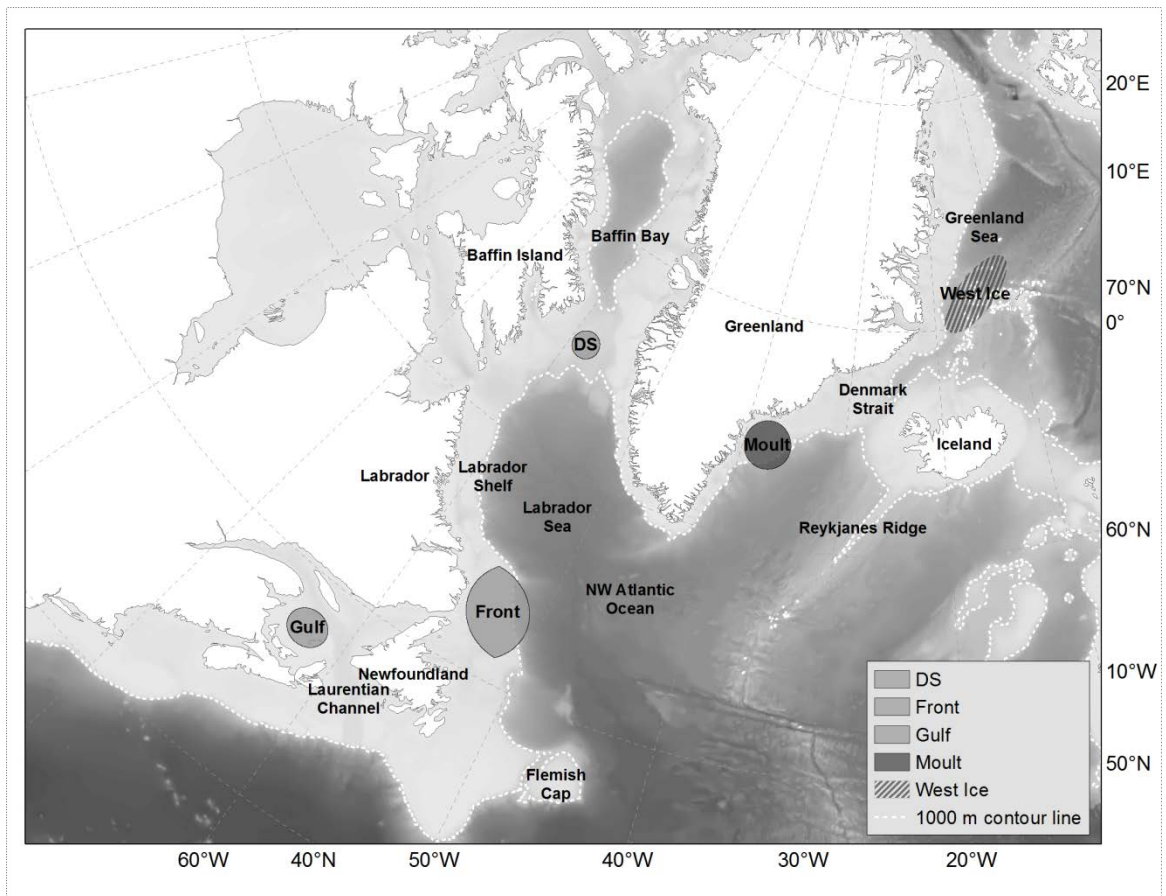 20°E
10°E
Greenland
Sea
Baffin Bay
Baffin Island
West Ice
70°N
0°
Greenland
DS
Denmark
Strait
Moult
Iceland
Labrador
Labrador
Shelf
Labrador
Sea
Reykjanes Ridge
60°N
NW Atlantic
Ocean
Front
Gulf
Newfoundland
Laurentian
Channel
10°W
Flemish
Cap
50°N
DS
Front
Gulf
Moult
West Ice
1000 m contour line
60°W
40°N
50°W
40°W
30°W
20°W